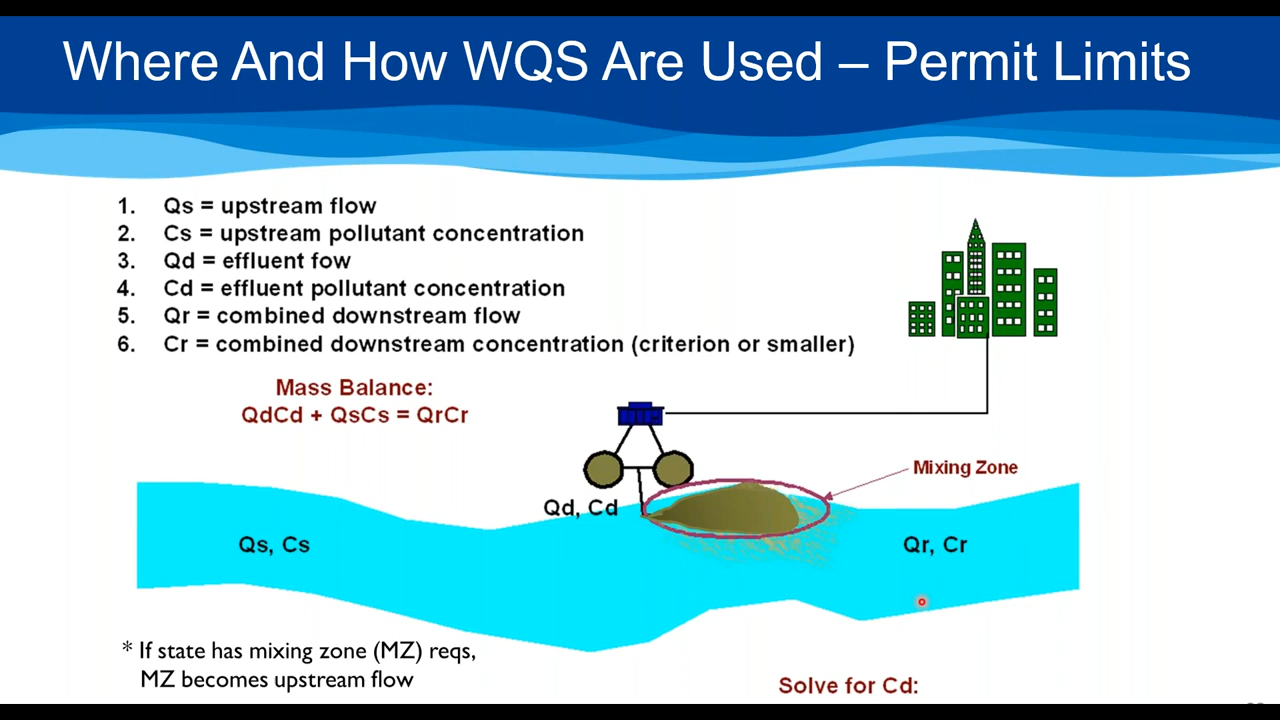 Where And How WQS Are Used – Permit Limits
1. Qs = upstream flow
2. Cs = upstream pollutant concentration
3. Qd = effluent fow
4. Cd = effluent pollutant concentration
5. Qr = combined downstream flow
6. Cr = combined downstream concentration (criterion or smaller)
Mass Balance:
QdCd + QsCs = QrCr
Mixing Zone
Qd, Cd
Qs, Cs
Qr, Cr
* If state has mixing zone (MZ) reqs,
MZ becomes upstream flow
Solve for Cd: